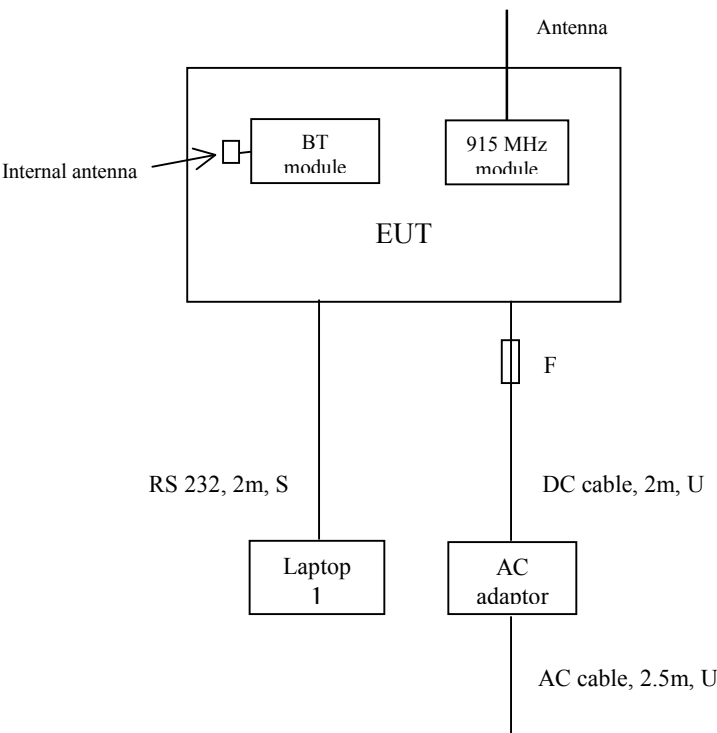 Antenna
BT
module
915 MHz
module
Internal antenna
EUT
F
RS 232, 2m, S
DC cable, 2m, U
Laptop
1
AC
adaptor
AC cable, 2.5m, U